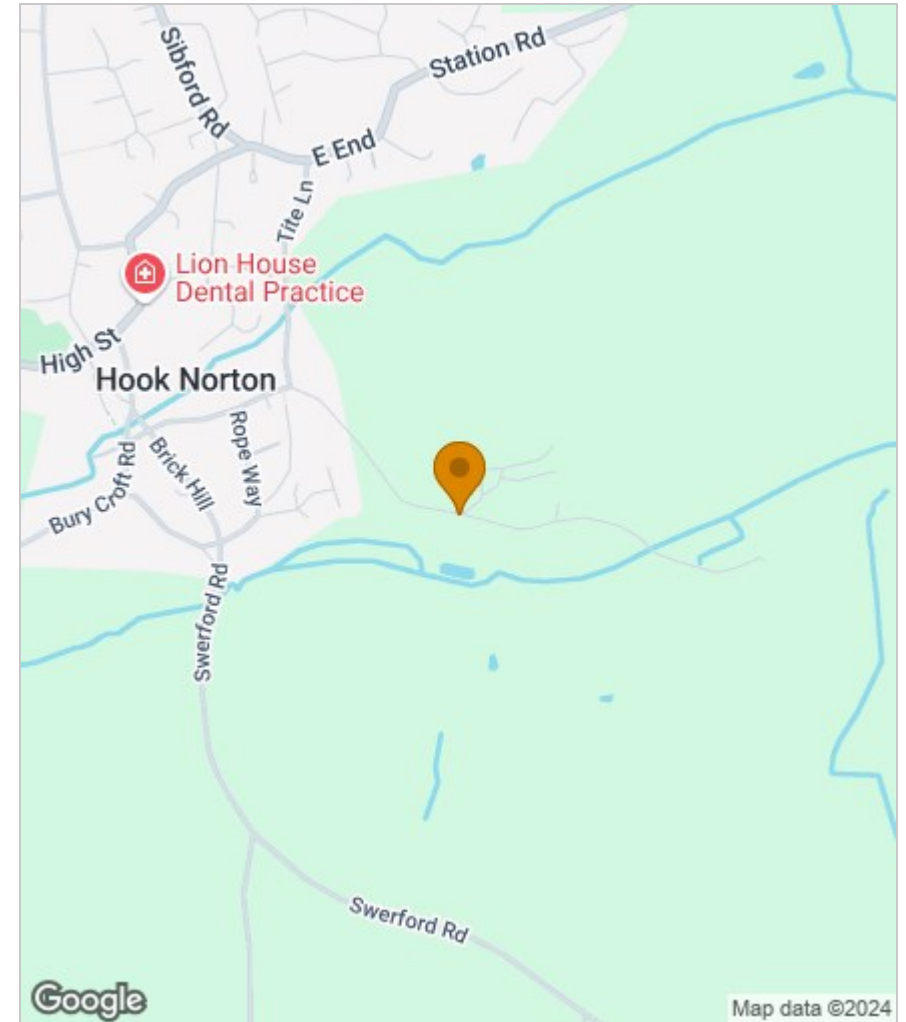 Sibford Rd
Station Rd
E End
Tite Ln
Lion House
Dental Practice
High St
Hook Norton
Rope Way
Brick Hill
Bury Croft Rd
Swerford Rd
Swerford Rd
Google
Map data ©2024